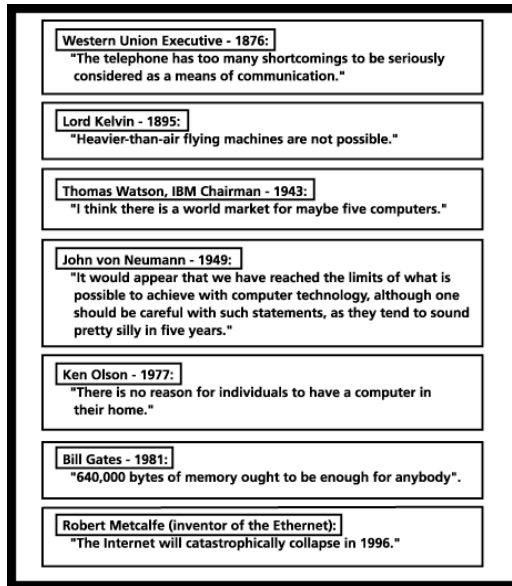 Western Union Executive - 1876:
"The telephone has too many shortcomings to be seriously
considered as a means of communication."
Lord Kelvin - 1895:
"Heavier-than-air flying machines are not possible."
Thomas Watson, IBM Chairman - 1943:
"I think there is a world market for maybe five computers."
John von Neumann - 1949:
"It would appear that we have reached the limits of what is
possible to achieve with computer technology, although one
should be careful with such statements, as they tend to sound
pretty silly in five years."
Ken Olson - 1977:
"There is no reason for individuals to have a computer in
their home."
Bill Gates - 1981:
"640,000 bytes of memory ought to be enough for anybody".
Robert Metcalfe (inventor of the Ethernet):
"The Internet will catastrophically collapse in 1996."